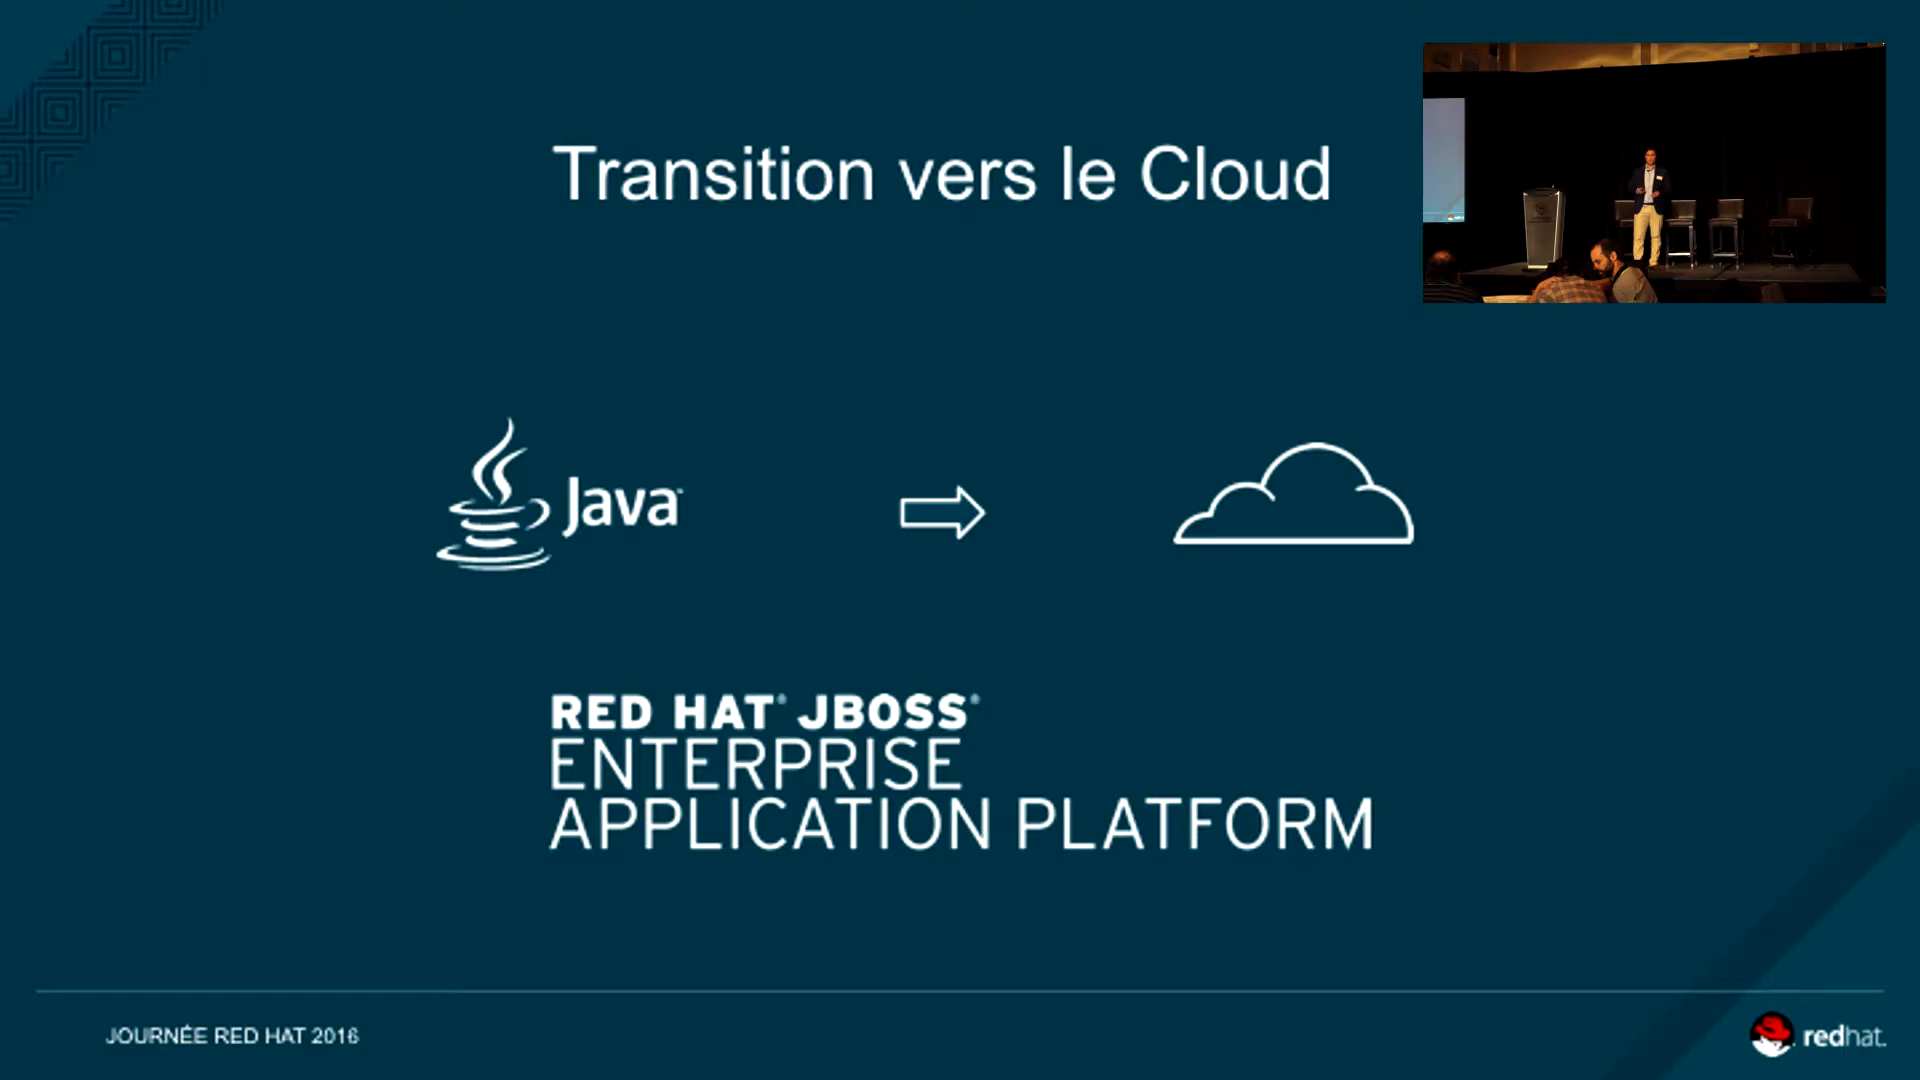 Transition vers le Cloud
Java
RED HAT® JBOSS®
ENTERPRISE
APPLICATION PLATFORM
JOURNÉE RED HAT 2016
redhat.